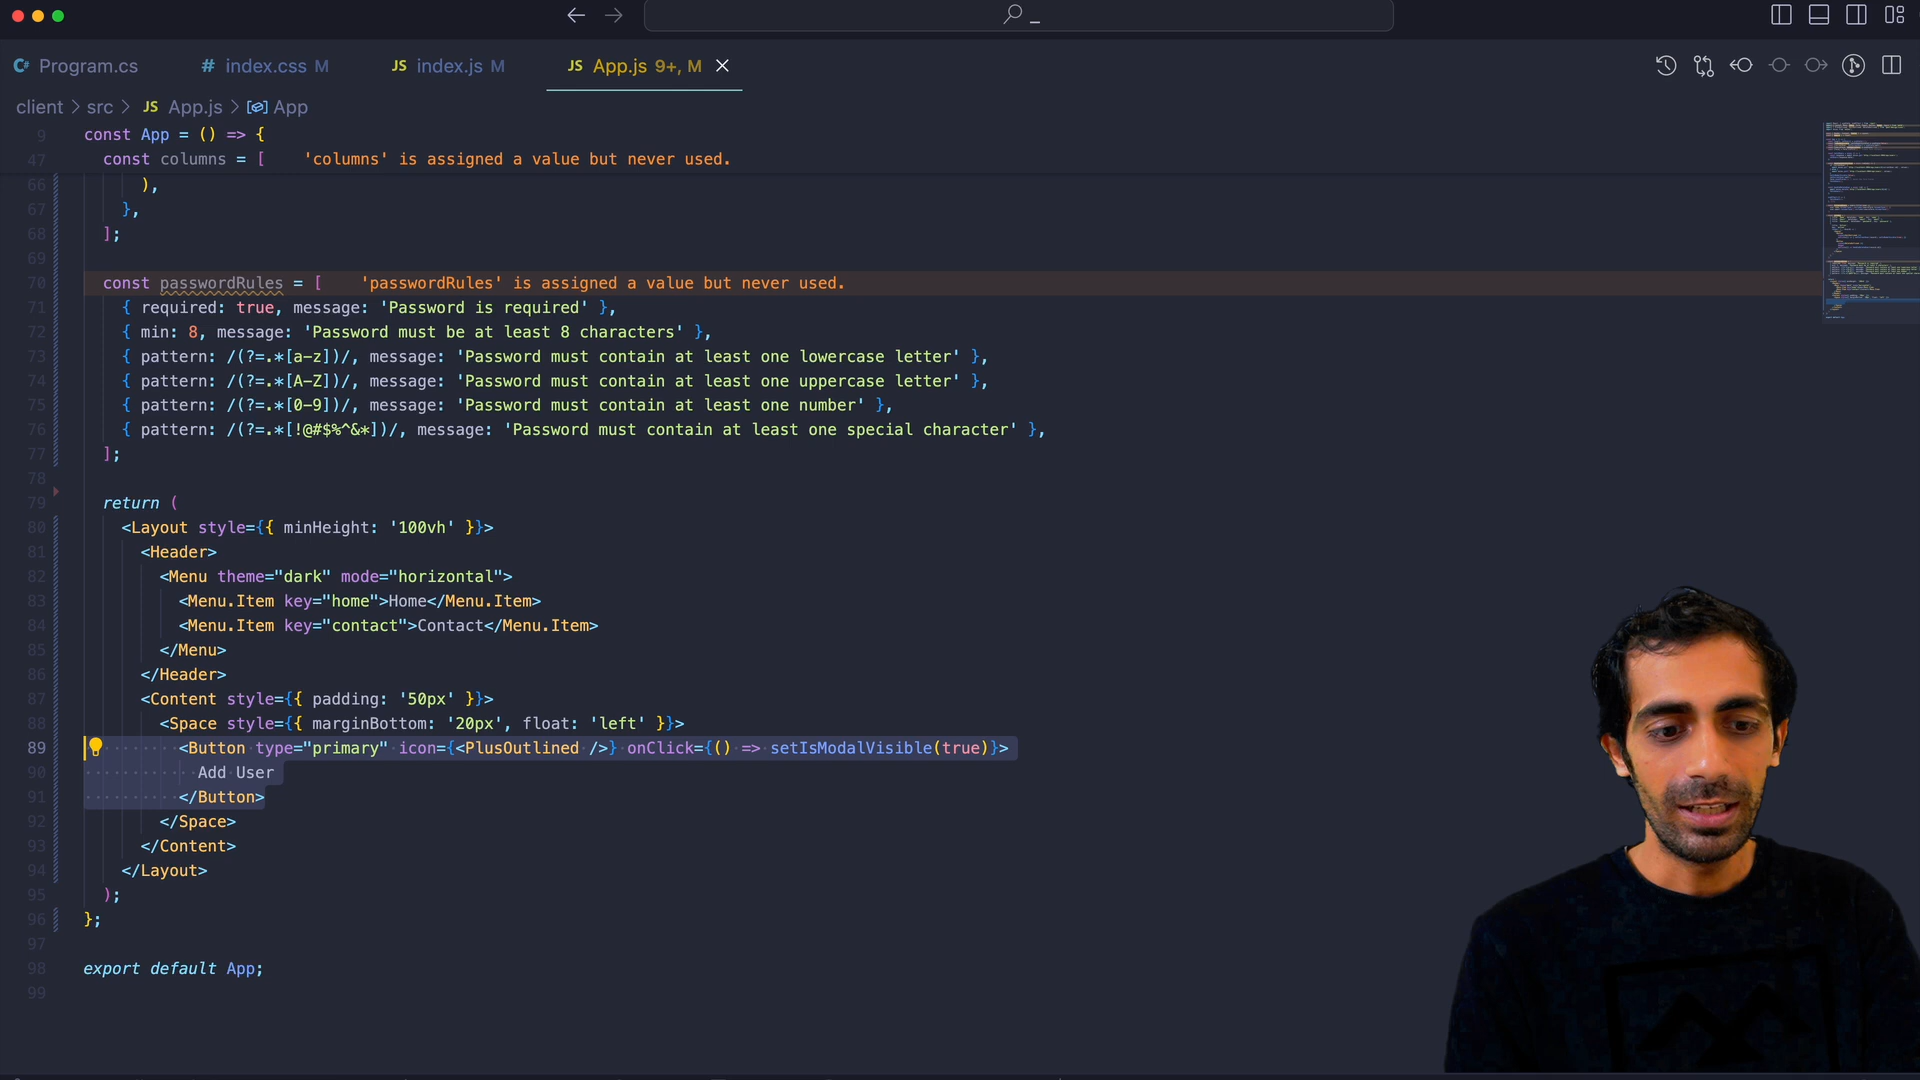 Program.cs
index.css M
index.js M
App.js 9+, M
client > src > JS App.js > App
9 const App = () => {
47 const columns = [ 'columns' is assigned a value but never used.
66 ),
67 },
68 ];
69
70 const passwordRules = [ 'passwordRules' is assigned a value but never used.
71 { required: true, message: 'Password is required' },
72 { min: 8, message: 'Password must be at least 8 characters' },
73 { pattern: /(?=.*[a-z])/, message: 'Password must contain at least one lowercase letter' },
74 { pattern: /(?=.*[A-Z])/, message: 'Password must contain at least one uppercase letter' },
75 { pattern: /(?=.*[0-9])/, message: 'Password must contain at least one number' },
76 { pattern: /(?=.*[!@#$%^&*])/, message: 'Password must contain at least one special character' },
77 ];
78
79 return (
80 <Layout style={{ minHeight: '100vh' }}>
81 <Header>
82 <Menu theme="dark" mode="horizontal">
83 <Menu.Item key="home">Home</Menu.Item>
84 <Menu.Item key="contact">Contact</Menu.Item>
85 </Menu>
86 </Header>
87 <Content style={{ padding: '50px' }}>
88 <Space style={{ marginBottom: '20px', float: 'left' }}>
89 <Button type="primary" icon={<PlusOutlined />} onClick={() => setIsModalVisible(true)}>
90 Add User
91 </Button>
92 </Space>
93 </Content>
94 </Layout>
95 );
96 };
97
98 export default App;
99